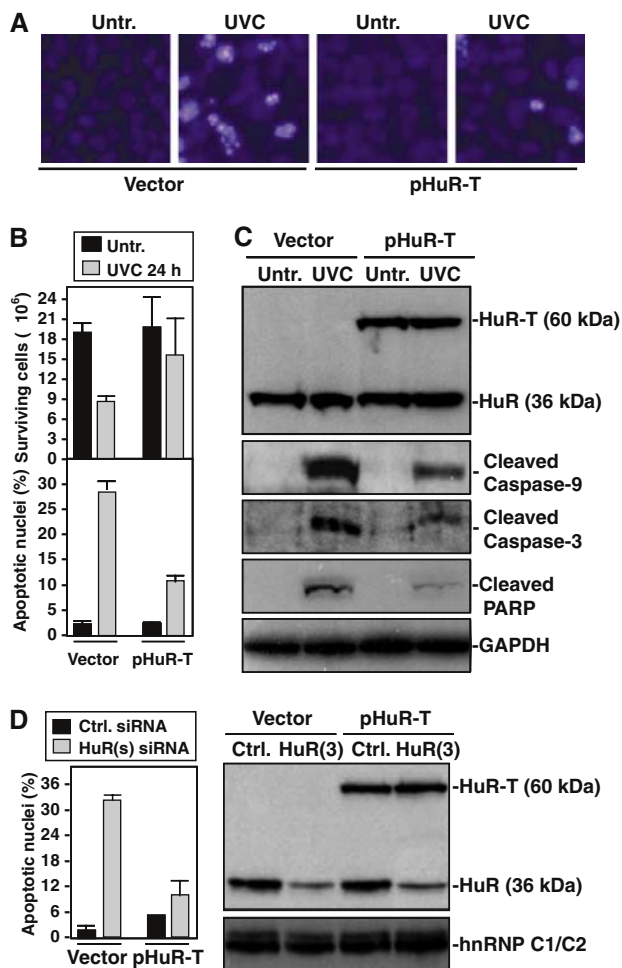 A
Untr. UVC Untr. UVC
Vector pHuR-T
B
Untr.
UVC 24 h
Surviving cells ( 10⁶)
24
21
18
15
12
9
6
3
0
Apoptotic nuclei (%)
30
25
20
15
10
5
0
Vector pHuR-T
C
Vector pHuR-T
Untr. UVC Untr. UVC
-HuR-T (60 kDa)
-HuR (36 kDa)
- Cleaved
Caspase-9
- Cleaved
Caspase-3
-Cleaved
PARP
-GAPDH
D
Ctrl. siRNA
HuR(s) siRNA
Apoptotic nuclei (%)
36
30
24
18
12
6
0
Vector pHuR-T
Vector pHuR-T
Ctrl. HuR(3) Ctrl. HuR(3)
-HuR-T (60 kDa)
-HuR (36 kDa)
-hnRNP C1/C2